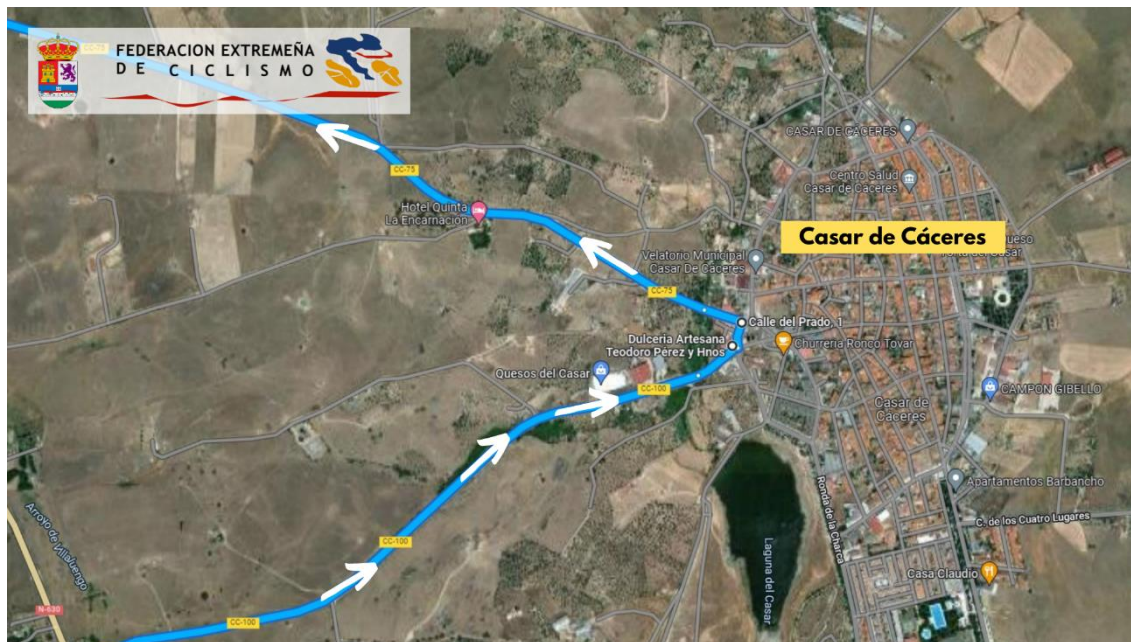 CC-75
FEDERACION EXTREMEÑA
DE CICLISMO
CC-75
Hotel Quinta
La Encarnación
CASAR DE CÁCERES
Centro Salud
Casar de Cáceres
Casar de Cáceres
ueso
Velatorio Municipal
Casar De Cáceres
CC-75
Calle del Prado, 1
Dulcería Artesana
Teodoro Pérez y Hnos
Churrería Ronco Tovar
Quesos del Casar
CC-100
CAMPON GIBELLO
Casar de
Cáceres
Apartamentos Barbancho
Ronda de la Charca
C. de los Cuatro Lugares
Arroyo de Villaluengo
CC-100
Laguna del Casar
Casa Claudio
N-630
CC-100